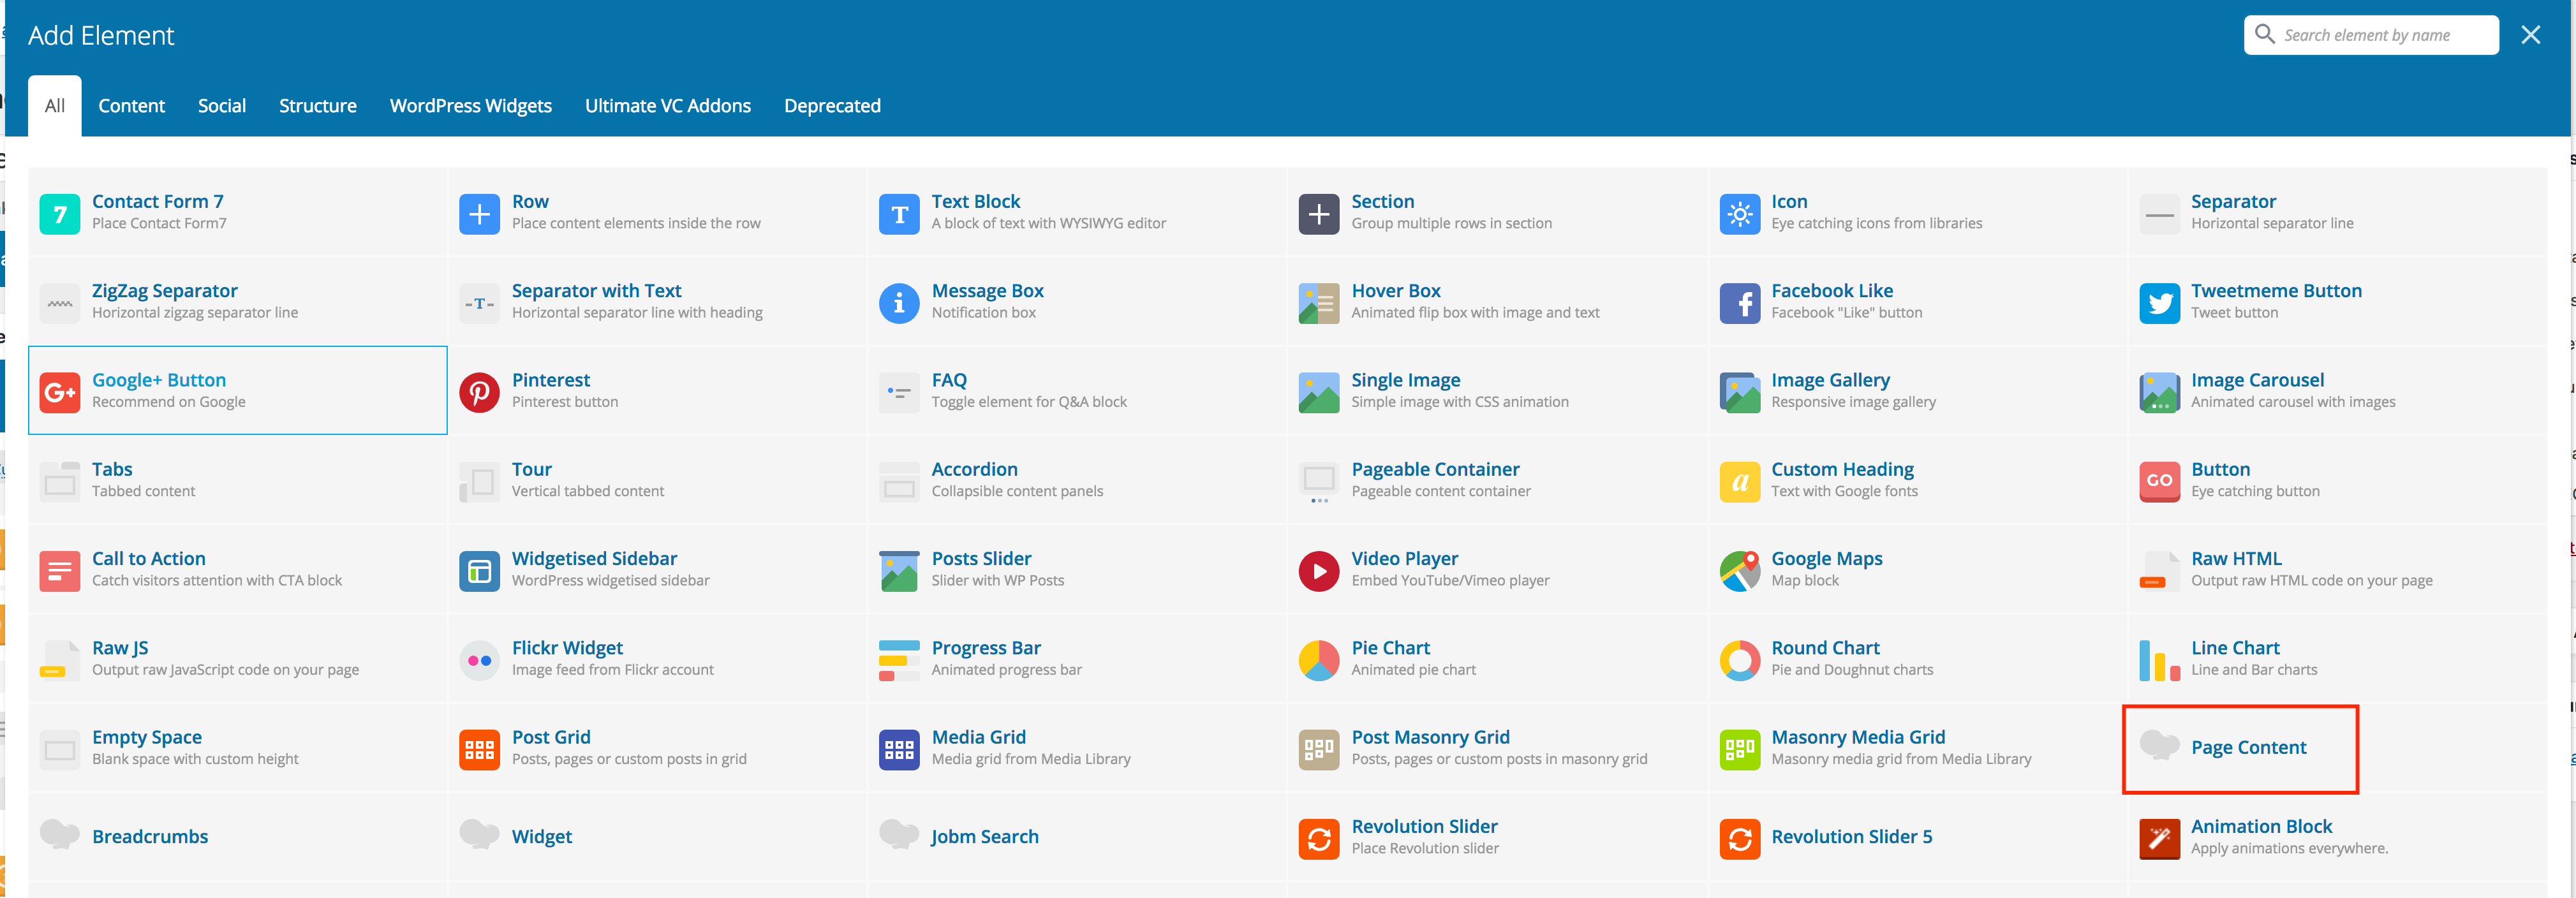 Add Element
Search element by name
All Content Social Structure WordPress Widgets Ultimate VC Addons Deprecated
7
Contact Form 7
Place Contact Form7
Row
Place content elements inside the row
T
Text Block
A block of text with WYSIWYG editor
Section
Group multiple rows in section
Icon
Eye catching icons from libraries
Separator
Horizontal separator line
ZigZag Separator
Horizontal zigzag separator line
-T-
Separator with Text
Horizontal separator line with heading
i
Message Box
Notification box
Hover Box
Animated flip box with image and text
f
Facebook Like
Facebook "Like" button
Tweetmeme Button
Tweet button
G+
Google+ Button
Recommend on Google
Pinterest
Pinterest button
FAQ
Toggle element for Q&A block
Single Image
Simple image with CSS animation
Image Gallery
Responsive image gallery
Image Carousel
Animated carousel with images
Tabs
Tabbed content
Tour
Vertical tabbed content
Accordion
Collapsible content panels
Pageable Container
Pageable content container
a
Custom Heading
Text with Google fonts
GO
Button
Eye catching button
Call to Action
Catch visitors attention with CTA block
Widgetised Sidebar
WordPress widgetised sidebar
Posts Slider
Slider with WP Posts
Video Player
Embed YouTube/Vimeo player
Google Maps
Map block
Raw HTML
Output raw HTML code on your page
Raw JS
Output raw JavaScript code on your page
Flickr Widget
Image feed from Flickr account
Progress Bar
Animated progress bar
Pie Chart
Animated pie chart
Round Chart
Pie and Doughnut charts
Line Chart
Line and Bar charts
Empty Space
Blank space with custom height
Post Grid
Posts, pages or custom posts in grid
Media Grid
Media grid from Media Library
Post Masonry Grid
Posts, pages or custom posts in masonry grid
Masonry Media Grid
Masonry media grid from Media Library
Page Content
Breadcrumbs
Widget
Jobm Search
Revolution Slider
Place Revolution slider
Revolution Slider 5
Animation Block
Apply animations everywhere.